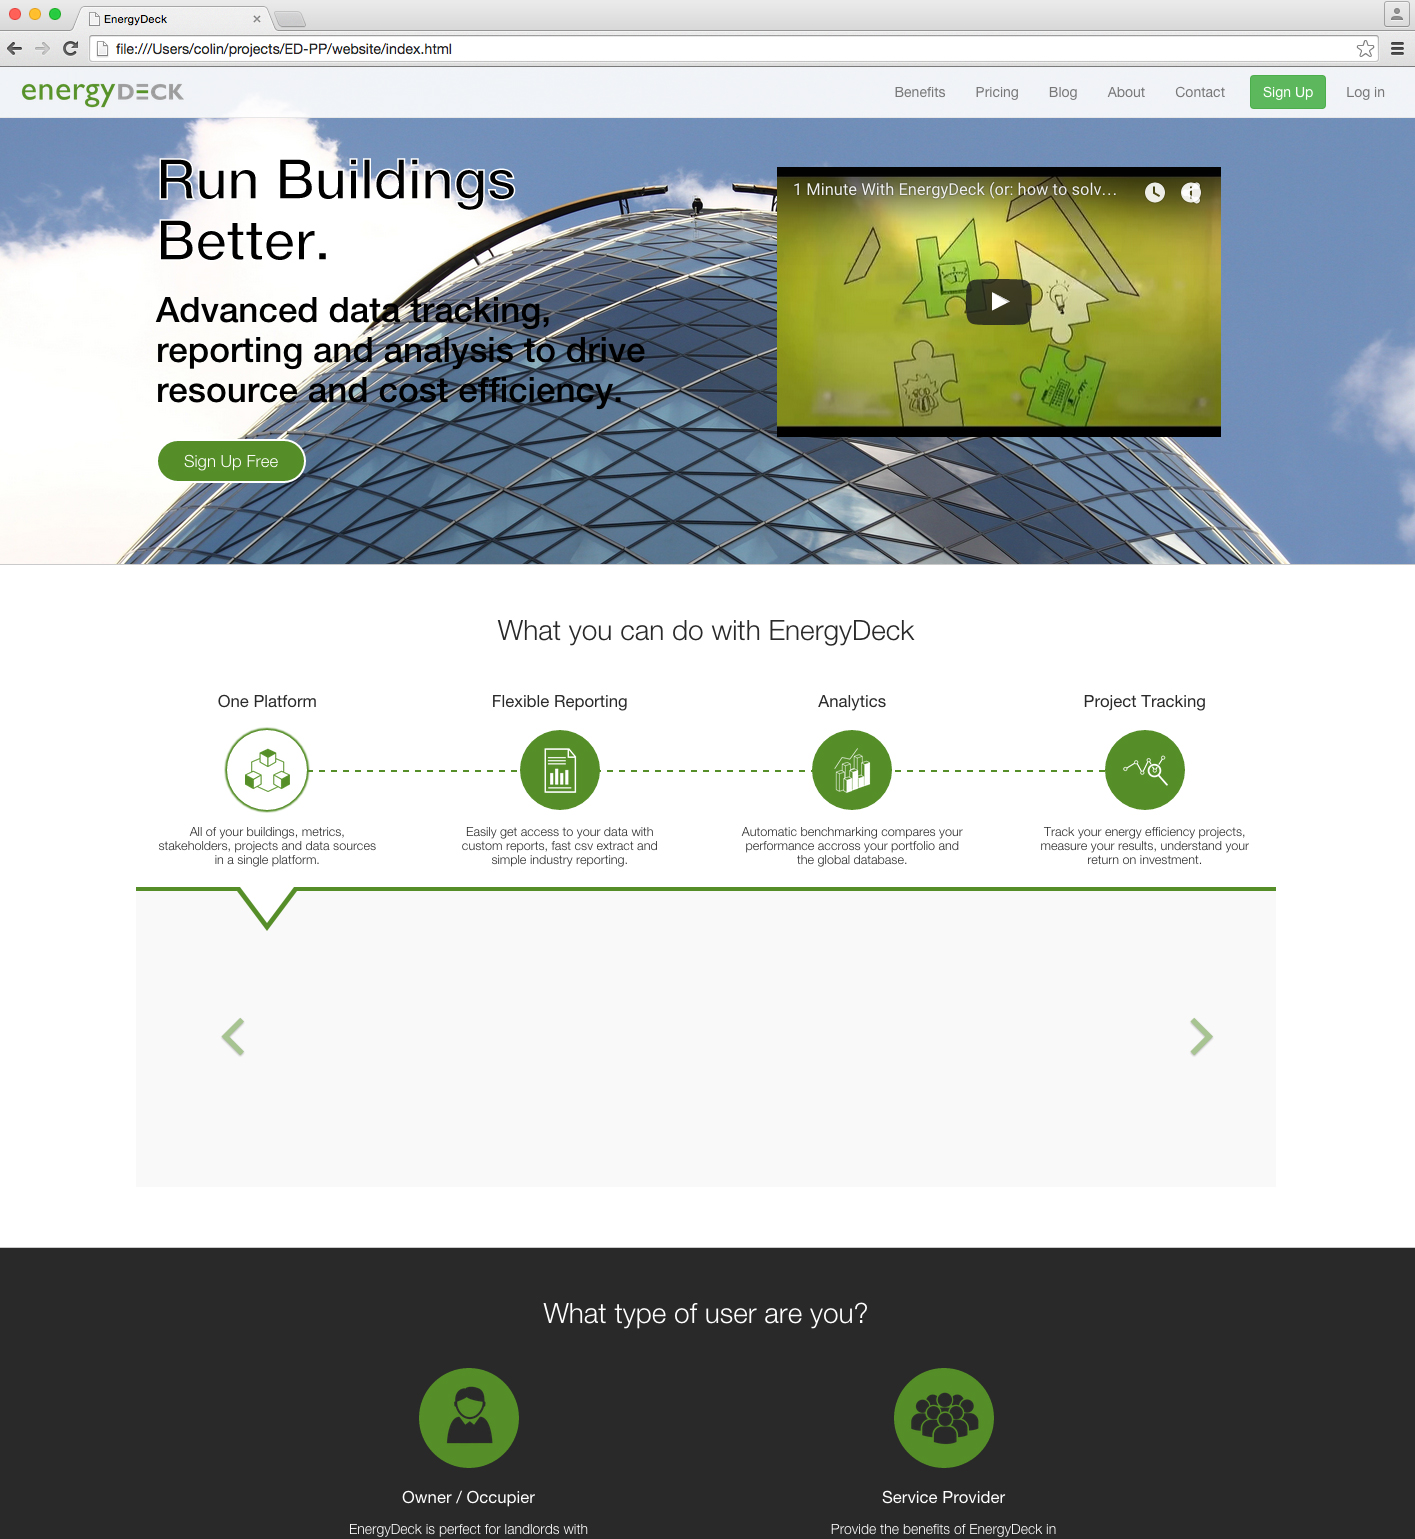 EnergyDeck
file:///Users/colin/projects/ED-PP/website/index.html
energyDECK
Benefits
Pricing
Blog
About
Contact
Sign Up
Log in
Run Buildings
Better.
Advanced data tracking,
reporting and analysis to drive
resource and cost efficiency.
Sign Up Free
1 Minute With EnergyDeck (or: how to solv...
What you can do with EnergyDeck
One Platform
All of your buildings, metrics,
stakeholders, projects and data sources
in a single platform.
Flexible Reporting
Easily get access to your data with
custom reports, fast csv extract and
simple industry reporting.
Analytics
Automatic benchmarking compares your
performance accross your portfolio and
the global database.
Project Tracking
Track your energy efficiency projects,
measure your results, understand your
return on investment.
What type of user are you?
Owner / Occupier
EnergyDeck is perfect for landlords with
Service Provider
Provide the benefits of EnergyDeck in